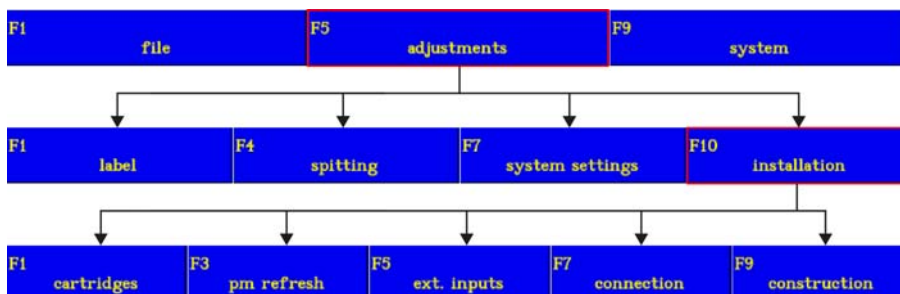 F1 F5 F9
file adjustments system
F1 F4 F7 F10
label spitting system settings installation
F1 F3 F5 F7 F9
cartridges pm refresh ext. inputs connection construction